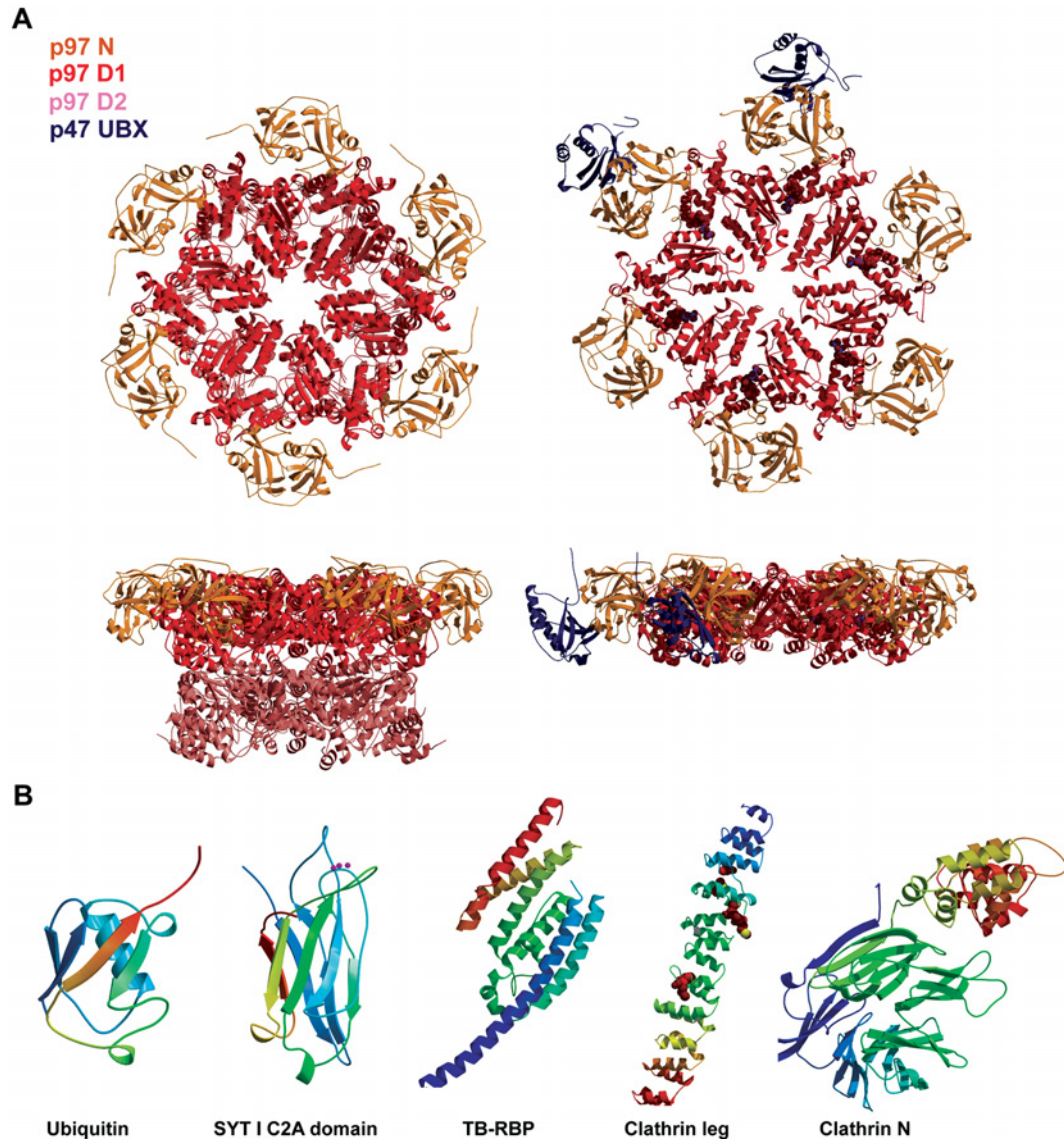 A
p97 N
p97 D1
p97 D2
p47 UBX
B
Ubiquitin
SYT I C2A domain
TB-RBP
Clathrin leg
Clathrin N